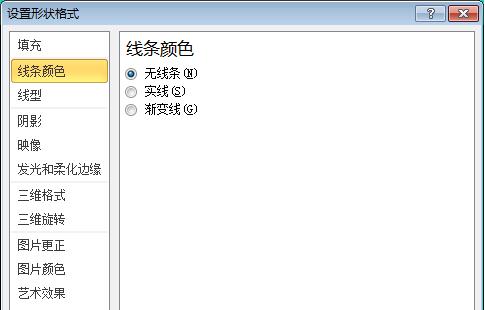 设置形状格式
填充
线条颜色
线型
阴影
映像
发光和柔化边缘
三维格式
三维旋转
图片更正
图片颜色
艺术效果
线条颜色
无线条(N)
实线(S)
渐变线(G)